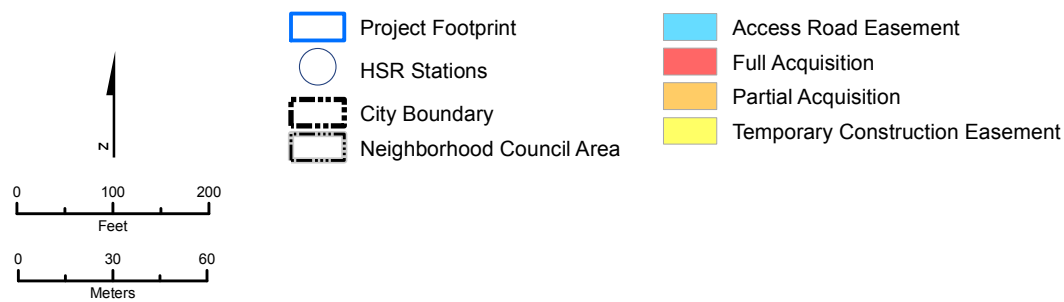 N
0 100 200
Feet
0 30 60
Meters
Project Footprint
HSR Stations
City Boundary
Neighborhood Council Area
Access Road Easement
Full Acquisition
Partial Acquisition
Temporary Construction Easement